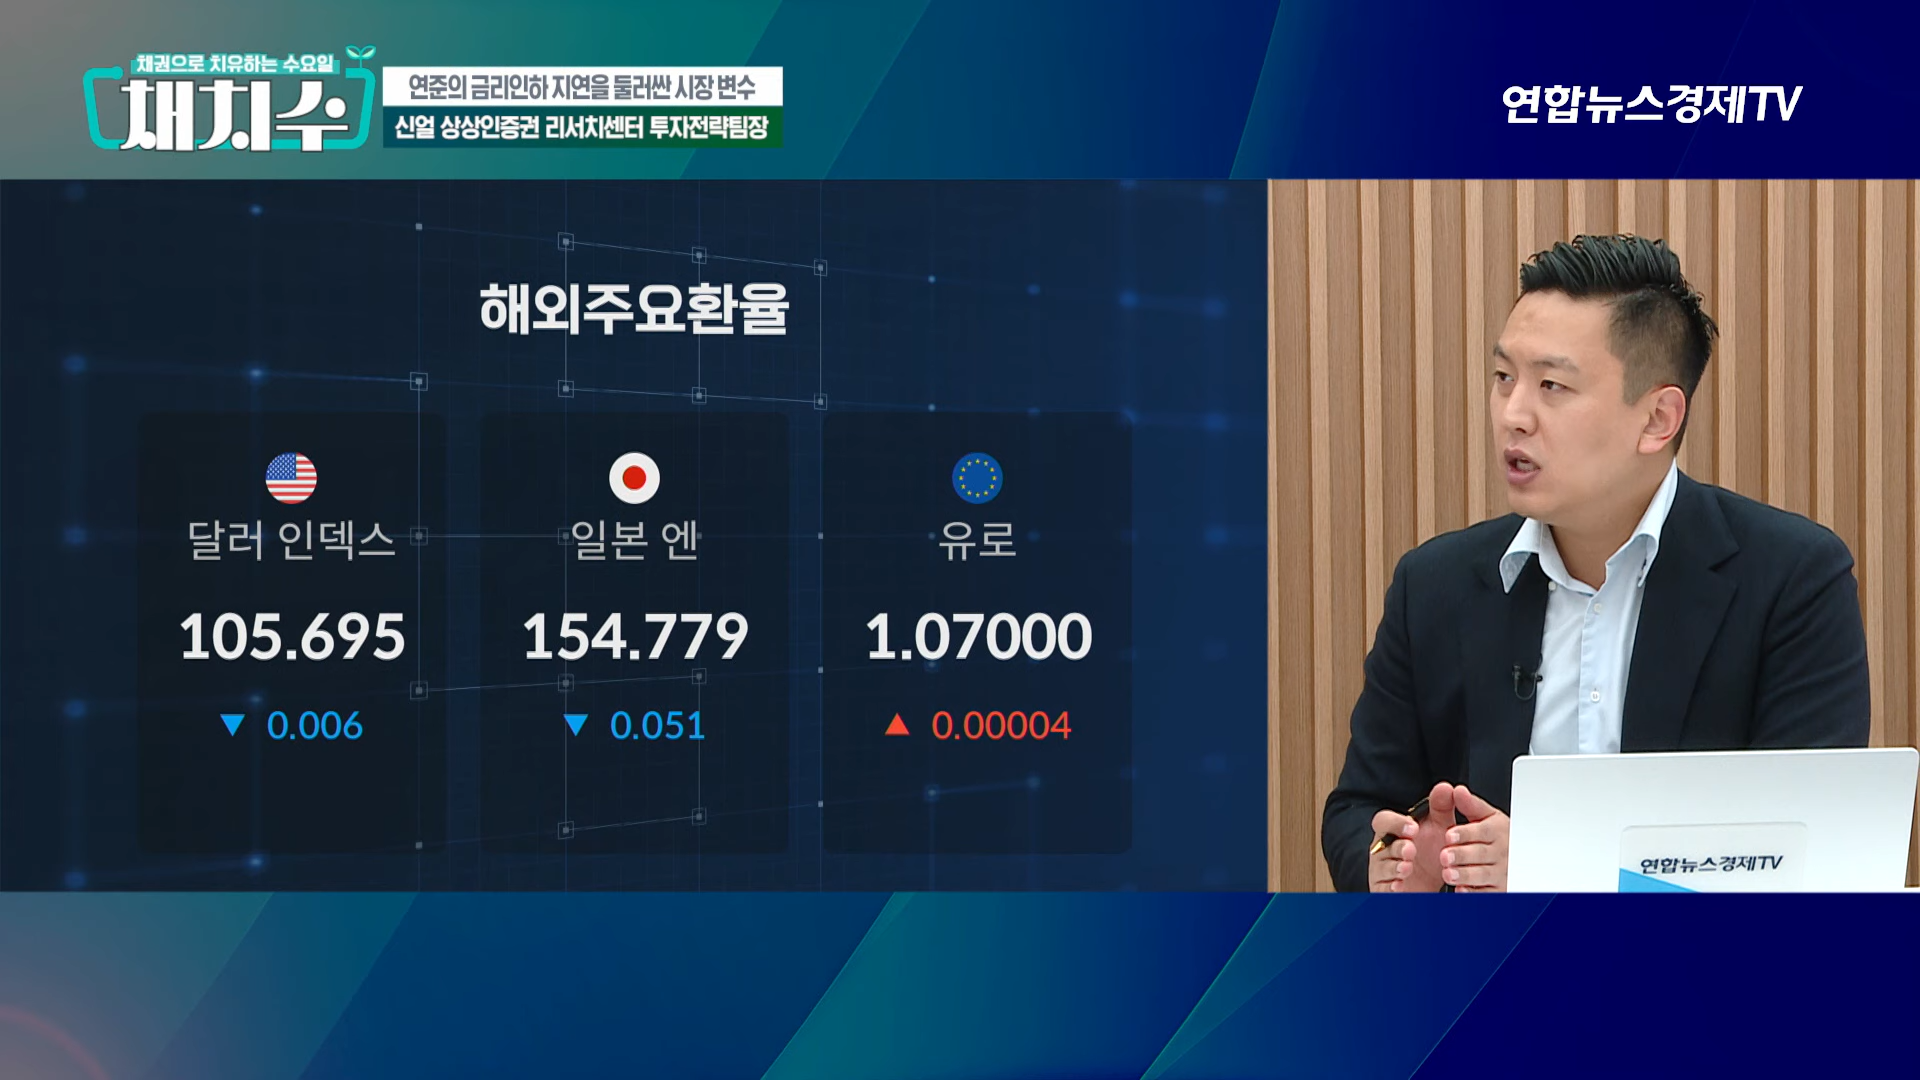 채권으로 치유하는 수요일
채치수
연준의 금리인하 지연을 둘러싼 시장 변수
신얼 상상인증권 리서치센터 투자전략팀장
연합뉴스경제TV
해외주요환율
달러 인덱스
105.695
▼ 0.006
일본 엔
154.779
▼ 0.051
유로
1.07000
▲ 0.00004
연합뉴스경제TV